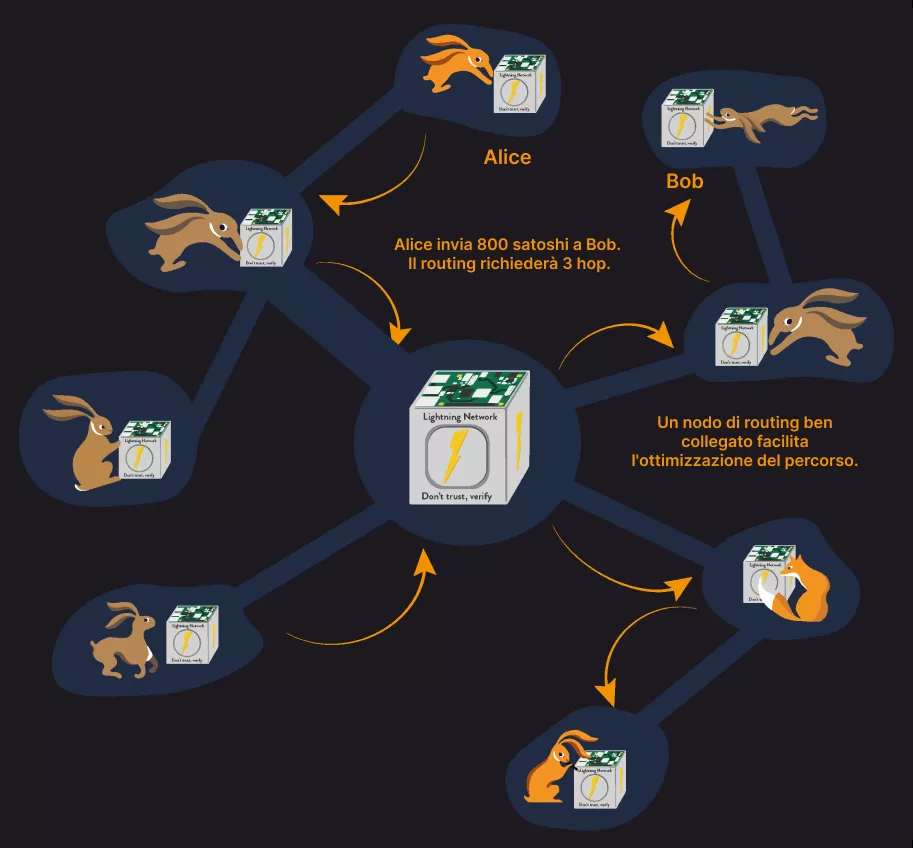 Lightning Network
Don't trust, verify
Alice
Lightning Network
Don't trust, verify
Bob
Lightning Network
Don't trust, verify
Alice invia 800 satoshi a Bob.
Il routing richiederà 3 hop.
Lightning Network
Don't trust, verify
Lightning Network
Don't trust, verify
Un nodo di routing ben
collegato facilita
l'ottimizzazione del percorso.
Lightning Network
Don't trust, verify
Lightning Network
Lightning Network
Don't trust, verify
Lightning Network
Don't trust, verify